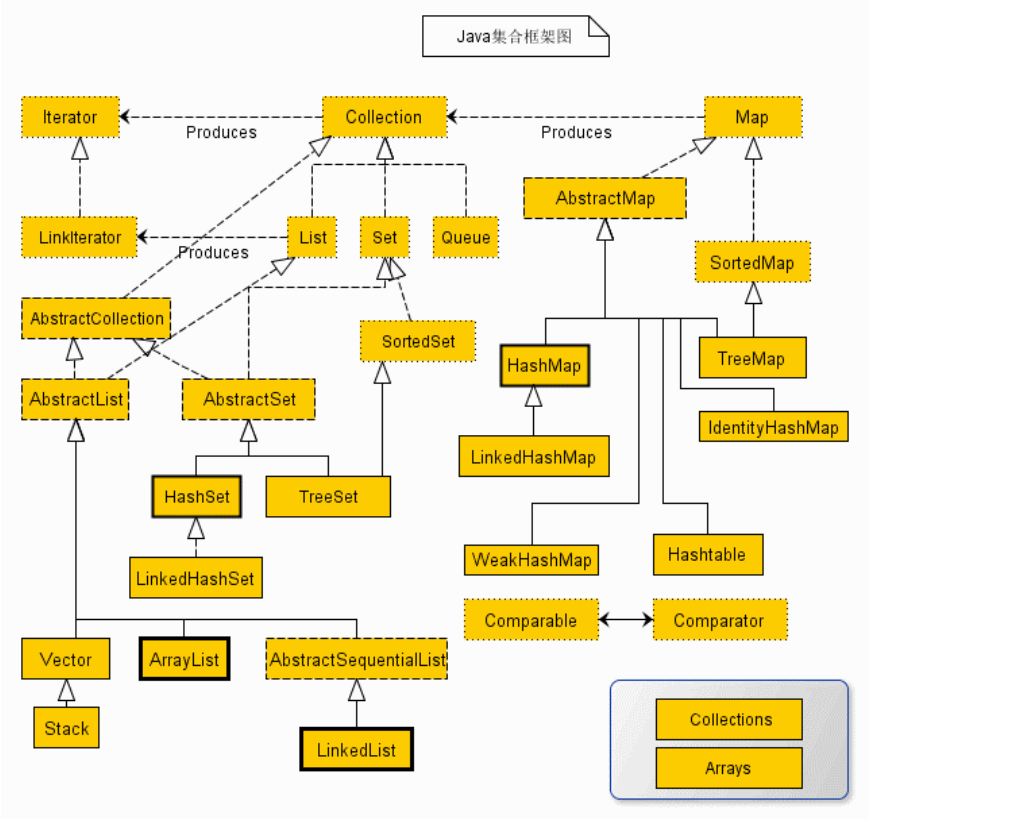 Java集合框架图
Iterator
Produces
Collection
Produces
Map
AbstractMap
LinkIterator
Produces
List
Set
Queue
SortedMap
AbstractCollection
SortedSet
HashMap
TreeMap
AbstractList
AbstractSet
IdentityHashMap
LinkedHashMap
HashSet
TreeSet
WeakHashMap
Hashtable
LinkedHashSet
Comparable
Comparator
Vector
ArrayList
AbstractSequentialList
Stack
LinkedList
Collections
Arrays